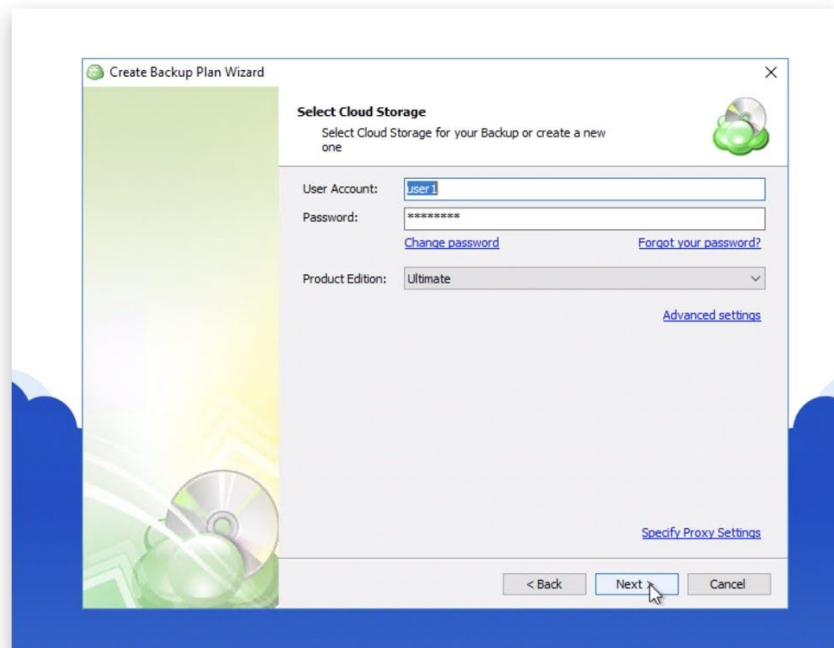 Create Backup Plan Wizard
Select Cloud Storage
Select Cloud Storage for your Backup or create a new
one
User Account: user1
Password: ********
Change password Forgot your password?
Product Edition: Ultimate
Advanced settings
Specify Proxy Settings
< Back Next > Cancel